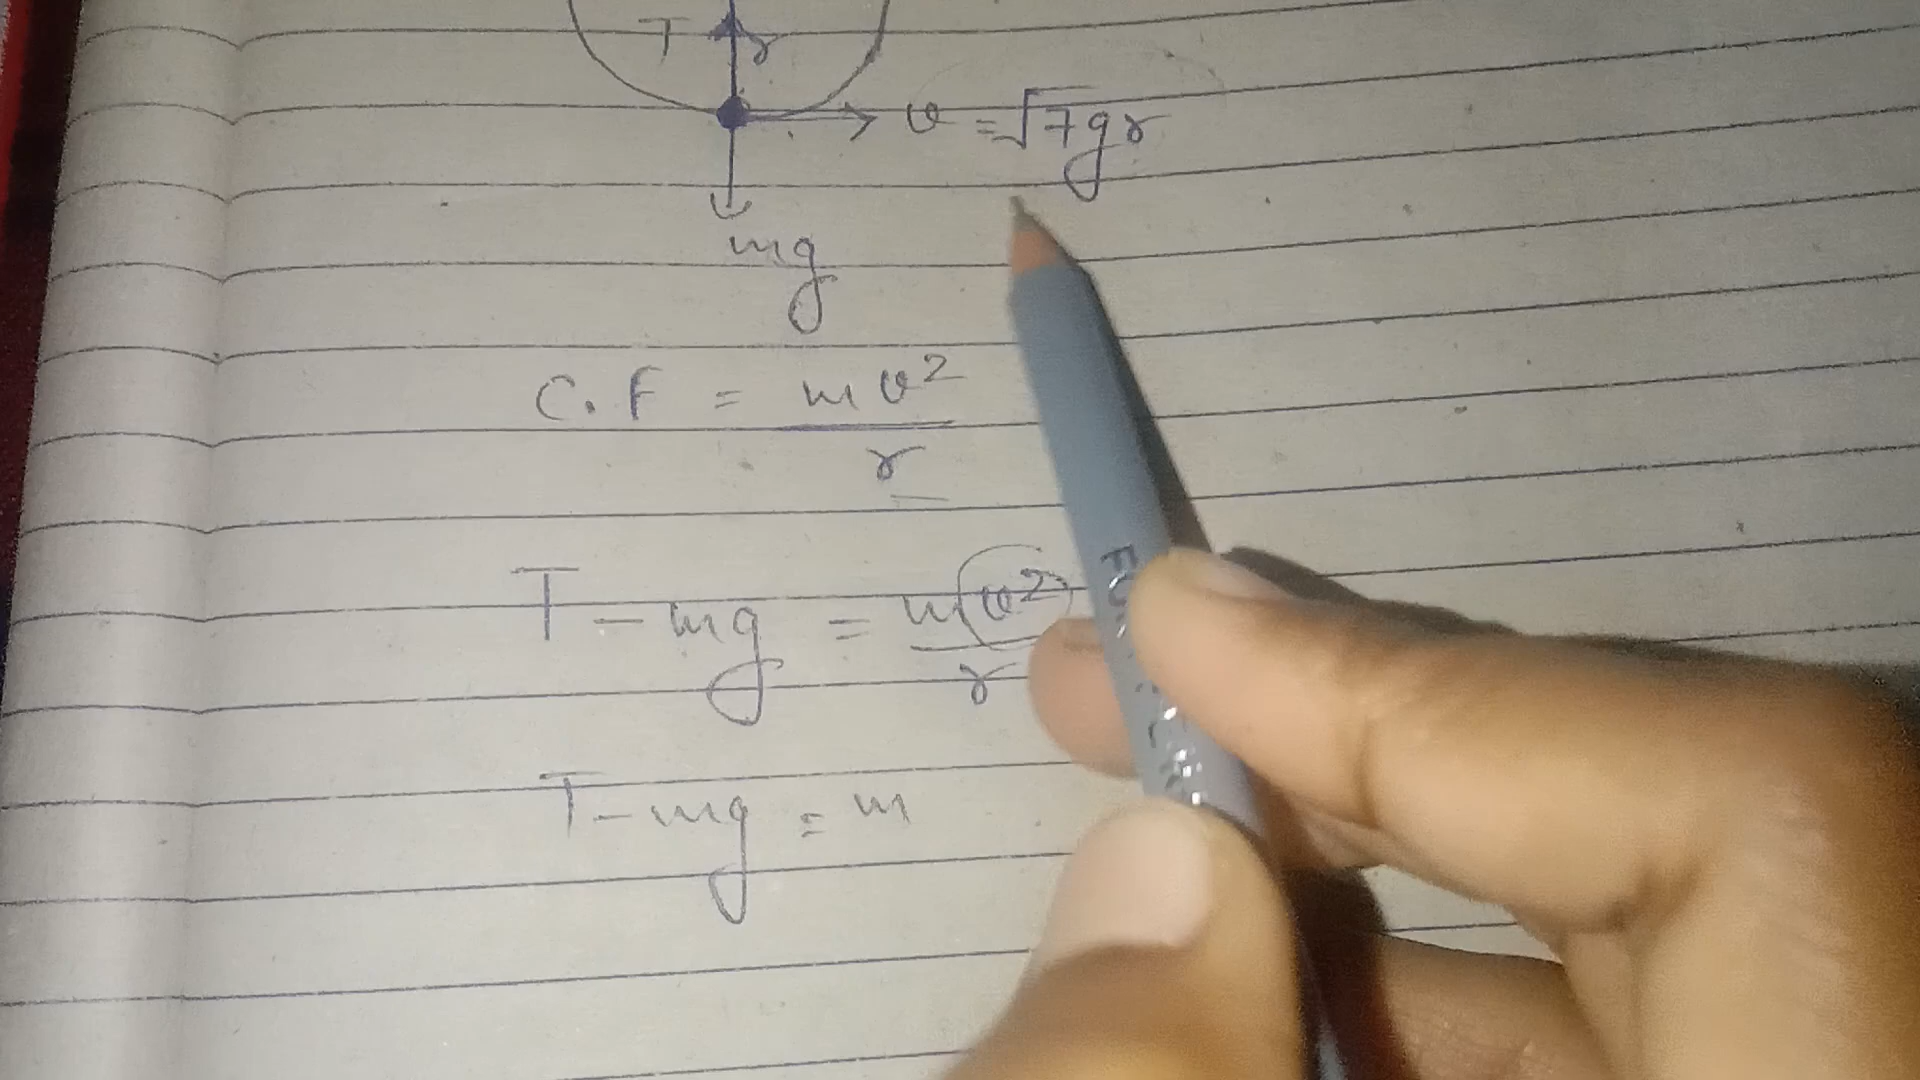 T r
v = √7gr
mg
C.F = mv²/r
T - mg = mv²/r
T - mg = m